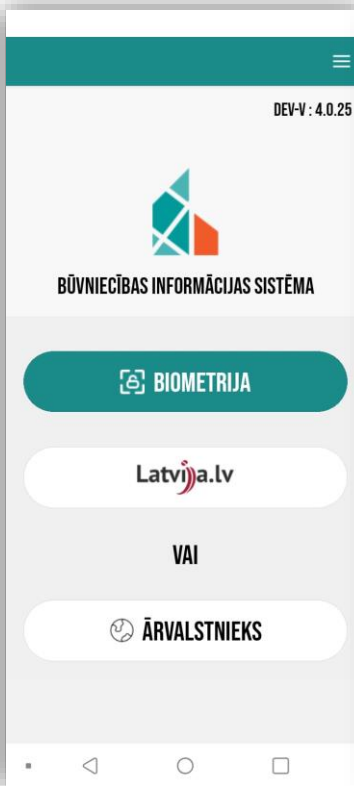 DEV-V : 4.0.25
BŪVNIECĪBAS INFORMĀCIJAS SISTĒMA
BIOMETRIJA
Latvija.lv
VAI
ĀRVALSTNIEKS